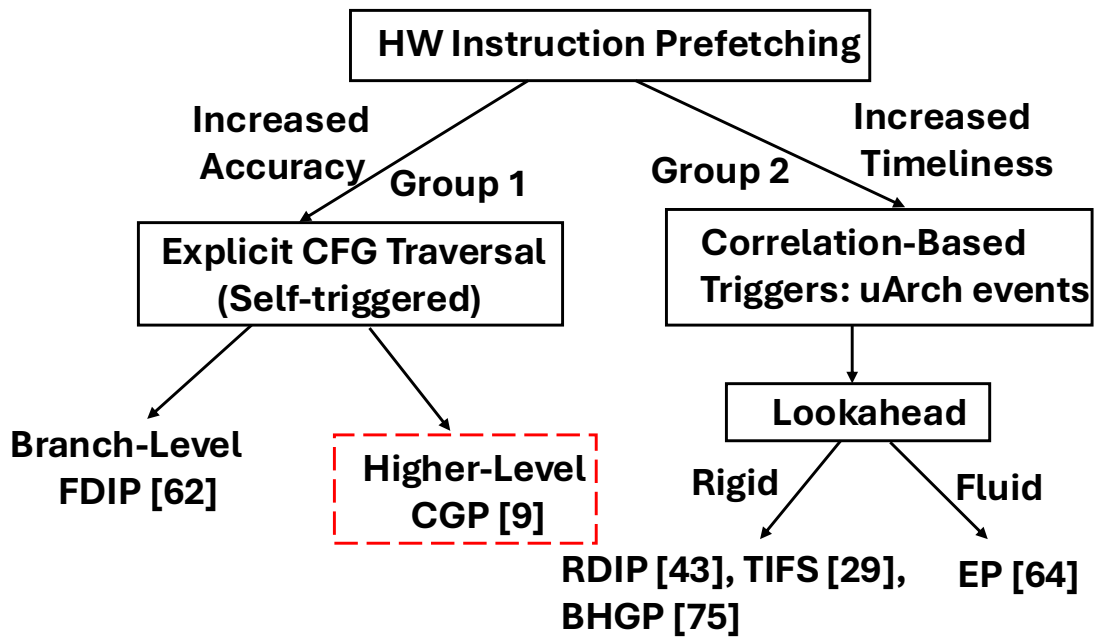 HW Instruction Prefetching
Increased
Accuracy
Group 1
Group 2
Increased
Timeliness
Explicit CFG Traversal
(Self-triggered)
Correlation-Based
Triggers: uArch events
Lookahead
Branch-Level
FDIP [62]
Higher-Level
CGP [9]
Rigid
Fluid
RDIP [43], TIFS [29],
BHGP [75]
EP [64]